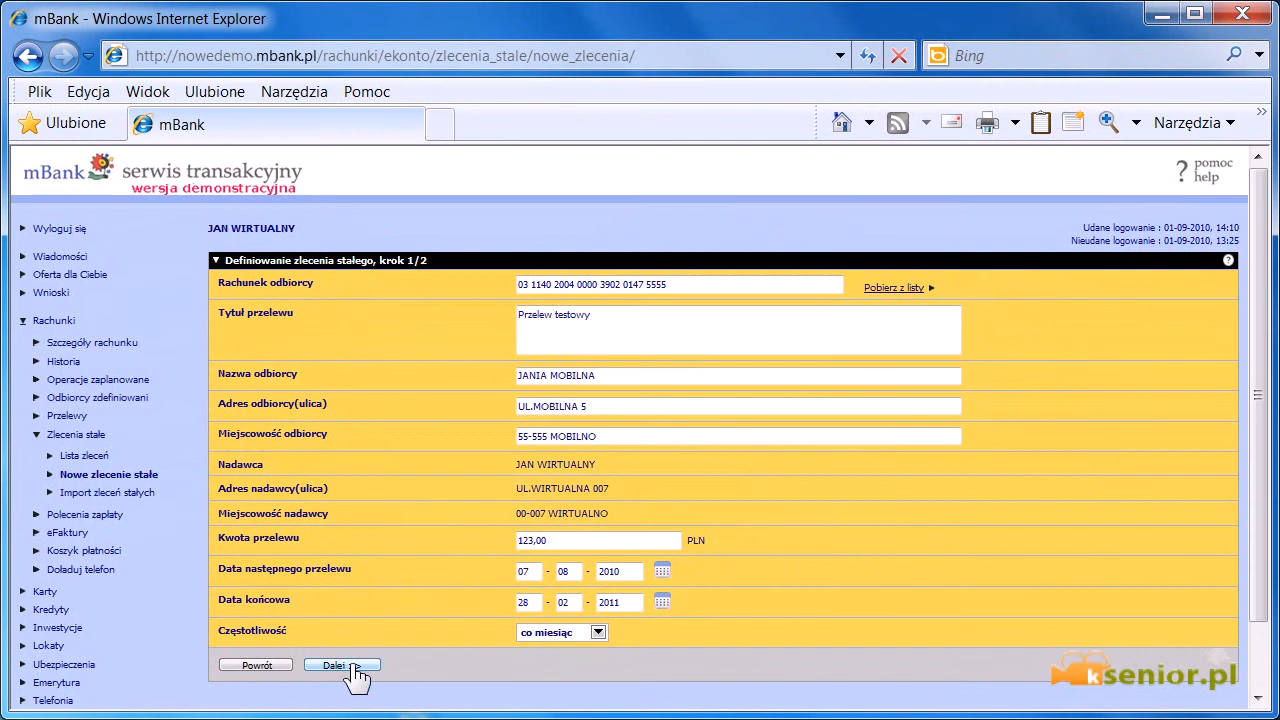 mBank - Windows Internet Explorer
http://nowedemo.mbank.pl/rachunki/ekonto/zlecenia_stale/nowe_zlecenia/
Bing
Plik Edycja Widok Ulubione Narzędzia Pomoc
Ulubione
mBank
Narzędzia
mBank serwis transakcyjny
wersja demonstracyjna
? pomoc
help
Wyloguj się
Wiadomości
Oferta dla Ciebie
Wnioski
Rachunki
Szczegóły rachunku
Historia
Operacje zaplanowane
Odbiorcy zdefiniowani
Przelewy
Zlecenia stałe
Lista zleceń
Nowe zlecenie stałe
Import zleceń stałych
Polecenia zapłaty
eFaktury
Koszyk płatności
Doładuj telefon
Karty
Kredyty
Inwestycje
Lokaty
Ubezpieczenia
Emerytura
Telefonia
JAN WIRTUALNY
Udane logowanie : 01-09-2010, 14:10
Nieudane logowanie : 01-09-2010, 13:25
Definiowanie zlecenia stałego, krok 1/2 ?
Rachunek odbiorcy 03 1140 2004 0000 3902 0147 5555 Pobierz z listy
Tytuł przelewu Przelew testowy
Nazwa odbiorcy JANIA MOBILNA
Adres odbiorcy(ulica) UL.MOBILNA 5
Miejscowość odbiorcy 55-555 MOBILNO
Nadawca JAN WIRTUALNY
Adres nadawcy(ulica) UL.WIRTUALNA 007
Miejscowość nadawcy 00-007 WIRTUALNO
Kwota przelewu 123,00 PLN
Data następnego przelewu 07 - 08 - 2010
Data końcowa 28 - 02 - 2011
Częstotliwość co miesiąc
Powrót Dalej >>
ksenior.pl